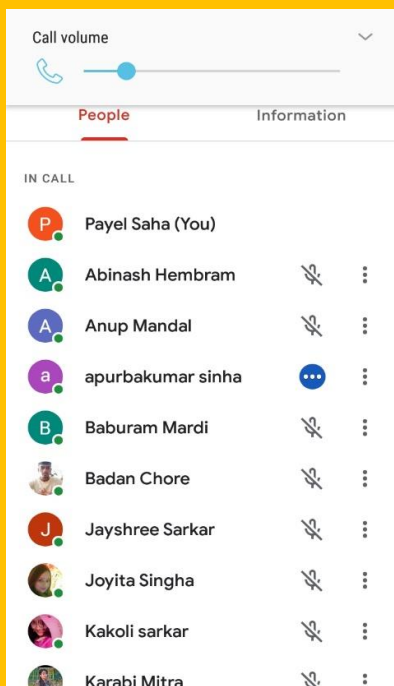 Call volume
People Information
IN CALL
P Payel Saha (You)
A Abinash Hembram
A Anup Mandal
a apurbakumar sinha
B Baburam Mardi
Badan Chore
J Jayshree Sarkar
Joyita Singha
Kakoli sarkar
Karabi Mitra